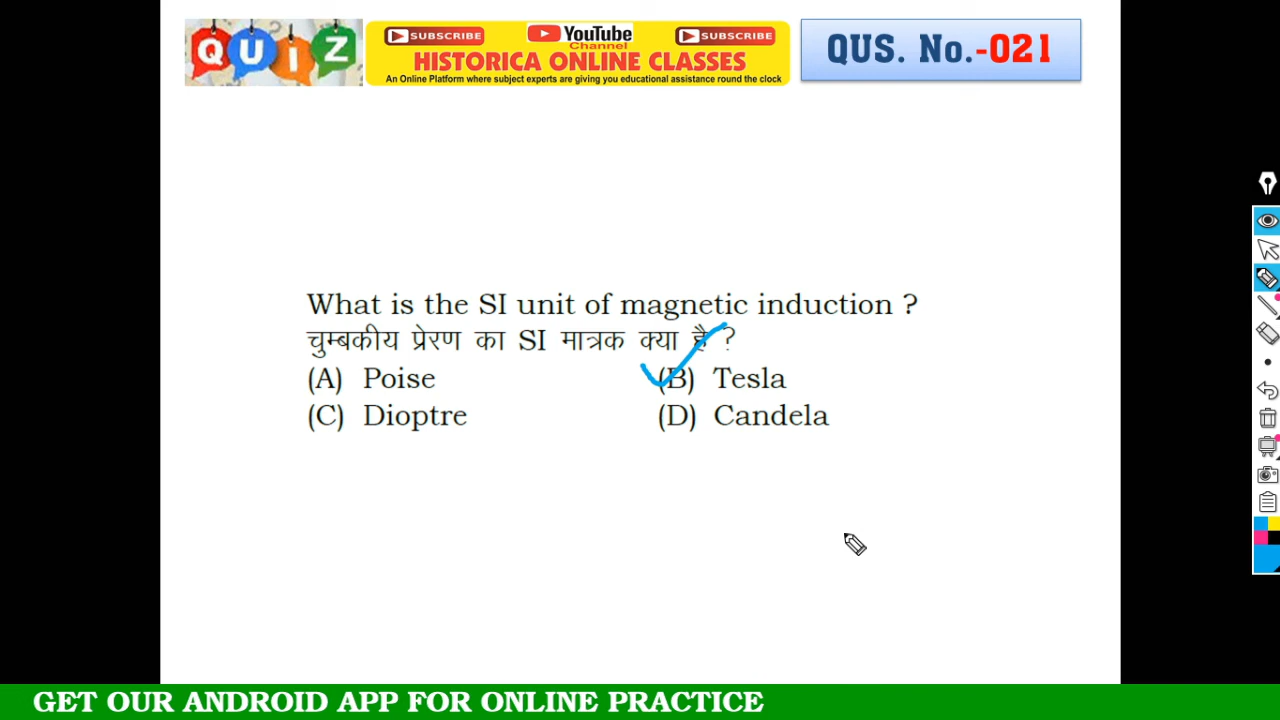 QUIZ
SUBSCRIBE YouTube SUBSCRIBE
Channel
HISTORICA ONLINE CLASSES
An Online Platform where subject experts are giving you educational assistance round the clock
QUS. No.-021
What is the SI unit of magnetic induction ?
चुम्बकीय प्रेरण का SI मात्रक क्या है ?
(A) Poise (B) Tesla
(C) Dioptre (D) Candela
GET OUR ANDROID APP FOR ONLINE PRACTICE